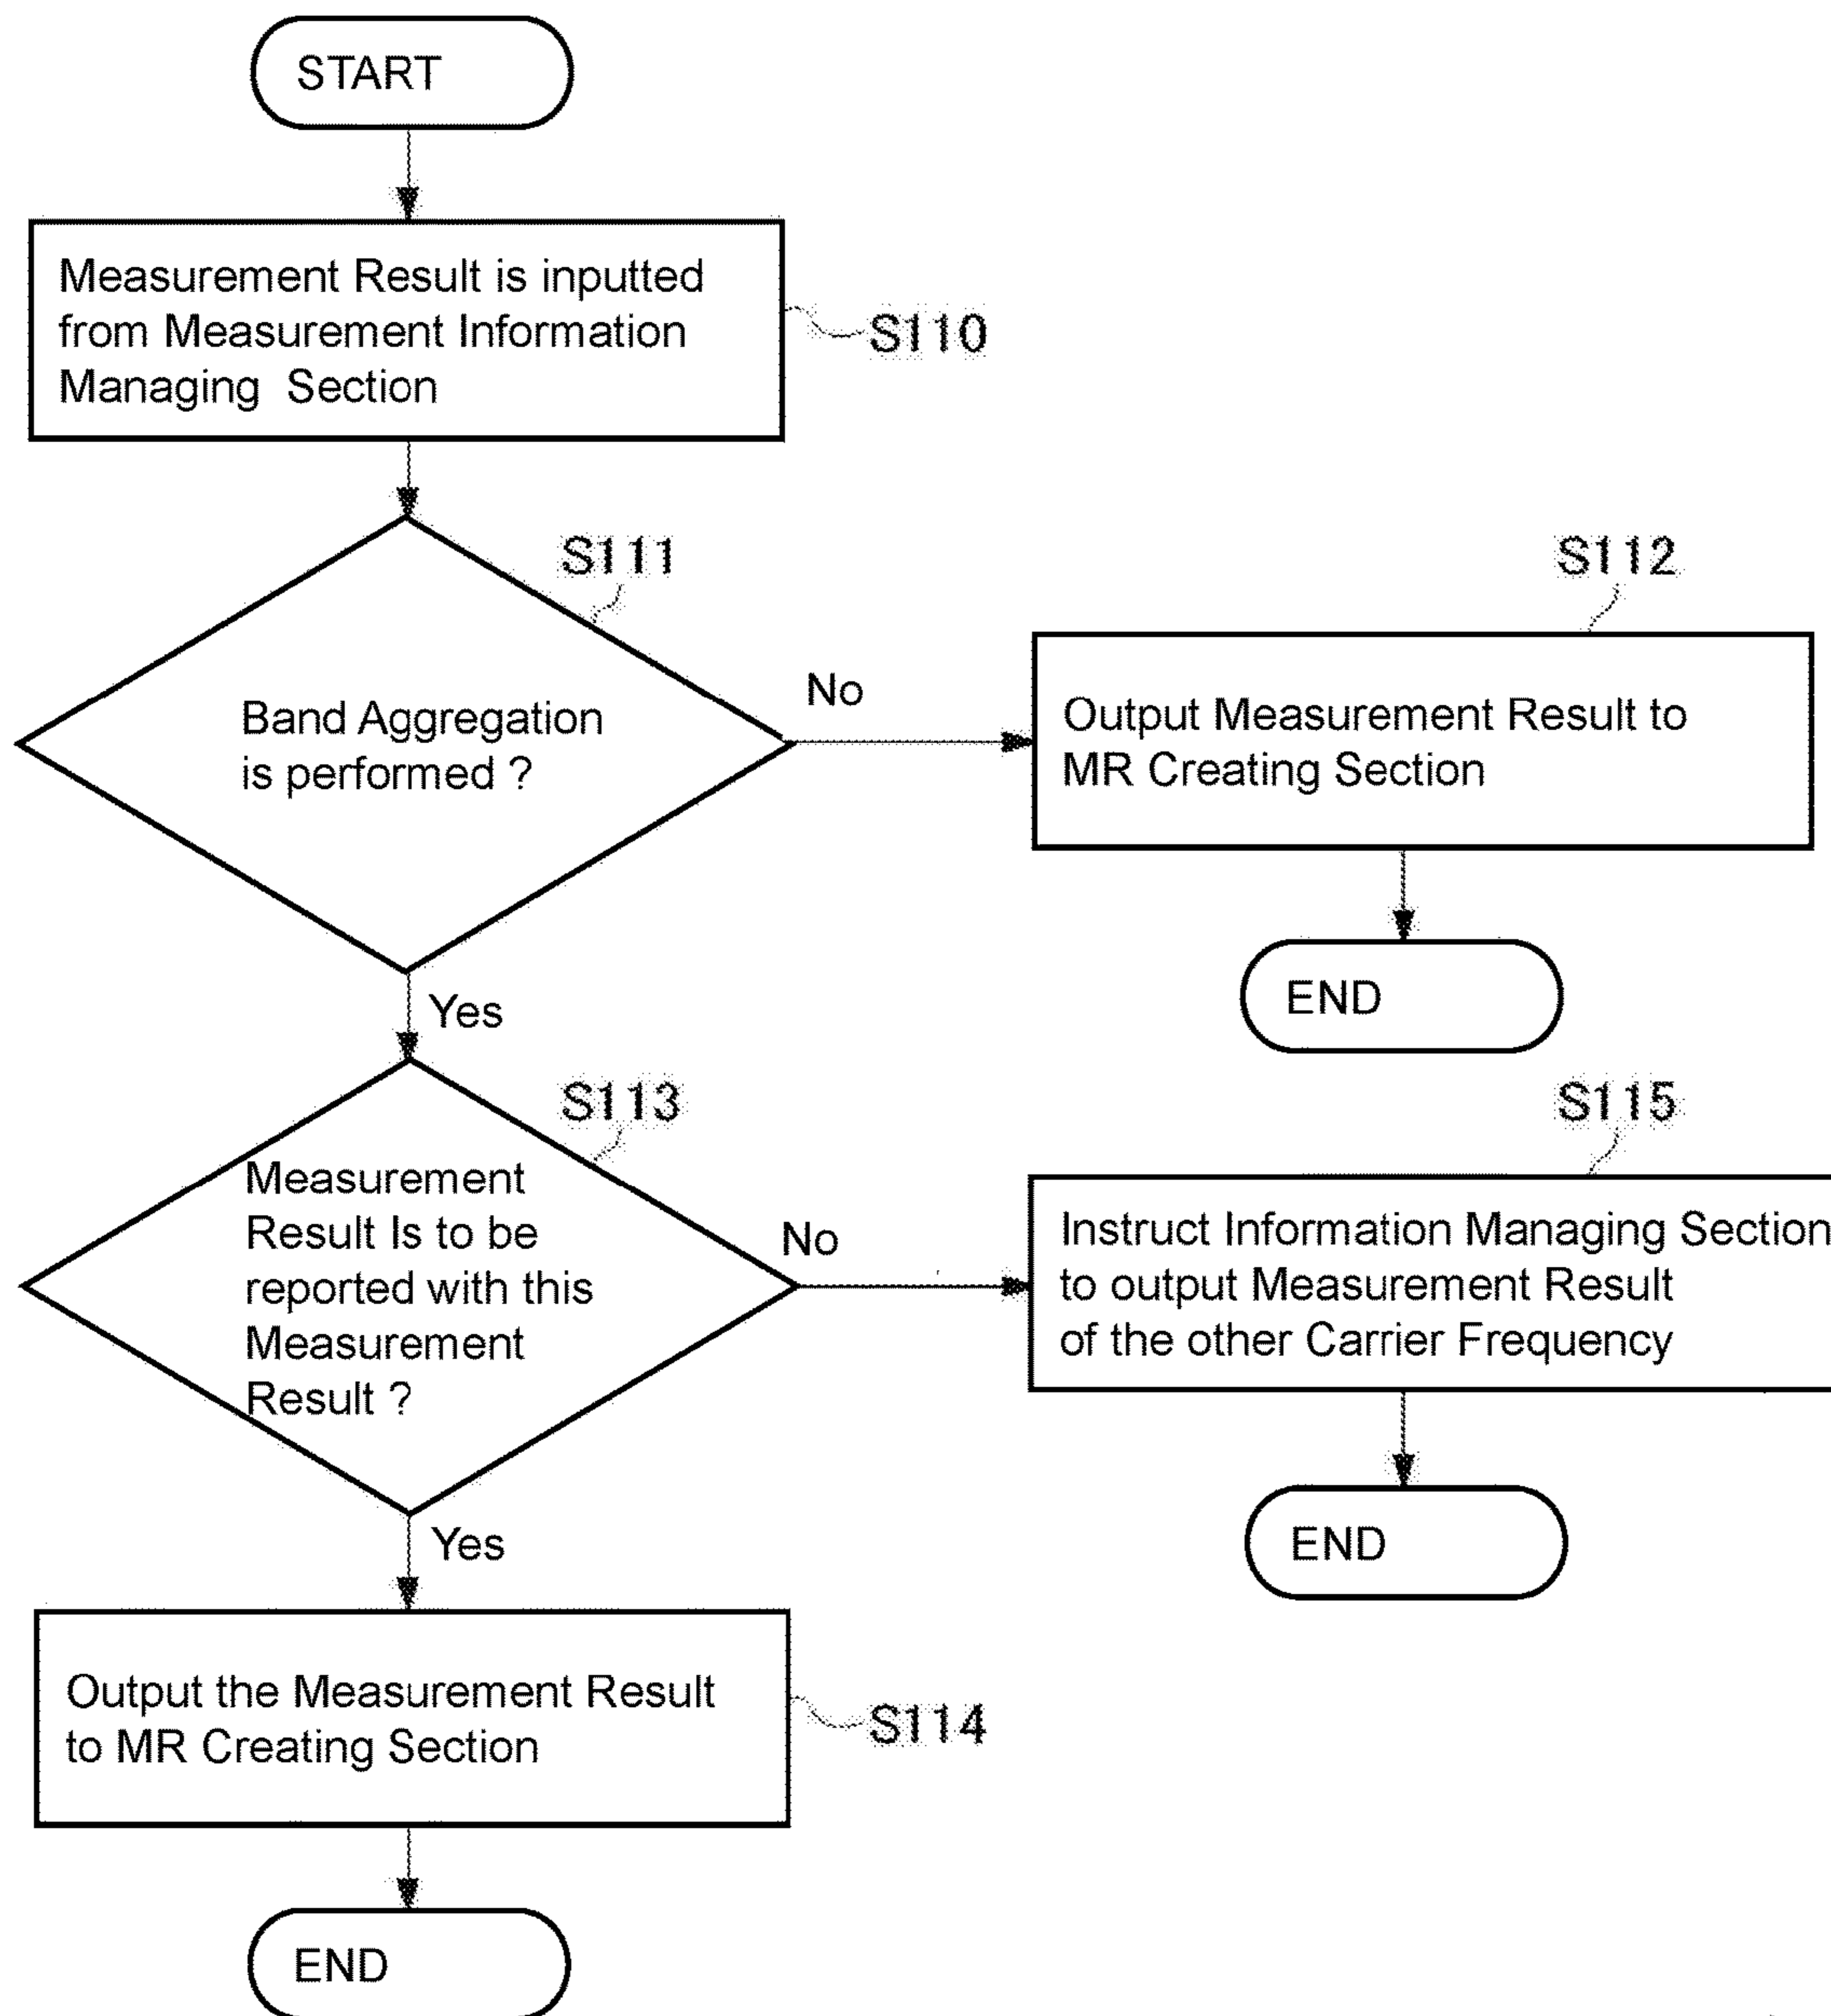 START
Measurement Result is inputted
from Measurement Information
Managing Section
S110
S111
Band Aggregation
is performed ?
No
S112
Output Measurement Result to
MR Creating Section
END
Yes
S113
Measurement
Result Is to be
reported with this
Measurement
Result ?
No
S115
Instruct Information Managing Section
to output Measurement Result
of the other Carrier Frequency
END
Yes
Output the Measurement Result
to MR Creating Section
S114
END